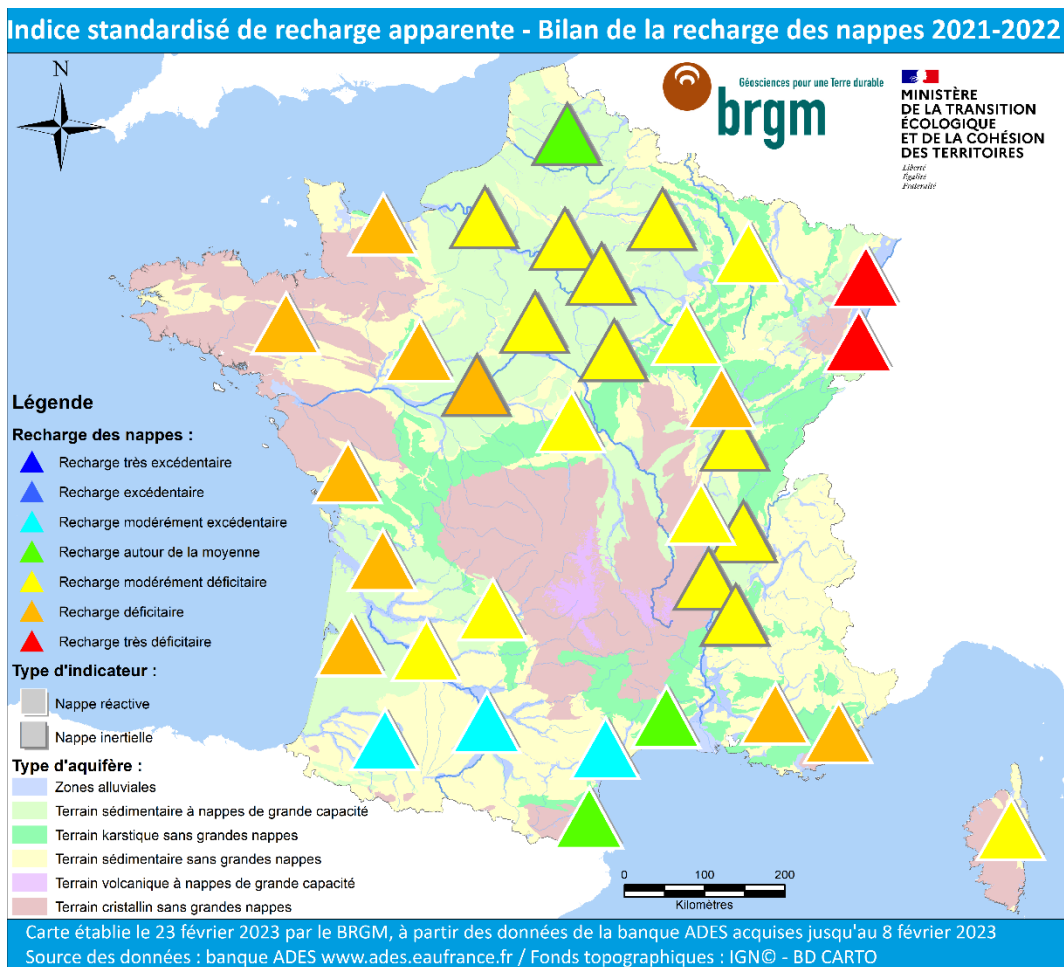 Indice standardisé de recharge apparente - Bilan de la recharge des nappes 2021-2022
N
Géosciences pour une Terre durable
brgm
MINISTÈRE
DE LA TRANSITION
ÉCOLOGIQUE
ET DE LA COHÉSION
DES TERRITOIRES
Liberté
Égalité
Fraternité
Légende
Recharge des nappes :
Recharge très excédentaire
Recharge excédentaire
Recharge modérément excédentaire
Recharge autour de la moyenne
Recharge modérément déficitaire
Recharge déficitaire
Recharge très déficitaire
Type d'indicateur :
Nappe réactive
Nappe inertielle
Type d'aquifère :
Zones alluviales
Terrain sédimentaire à nappes de grande capacité
Terrain karstique sans grandes nappes
Terrain sédimentaire sans grandes nappes
Terrain volcanique à nappes de grande capacité
Terrain cristallin sans grandes nappes
0 100 200
Kilomètres
Carte établie le 23 février 2023 par le BRGM, à partir des données de la banque ADES acquises jusqu'au 8 février 2023
Source des données : banque ADES www.ades.eaufrance.fr / Fonds topographiques : IGN© - BD CARTO